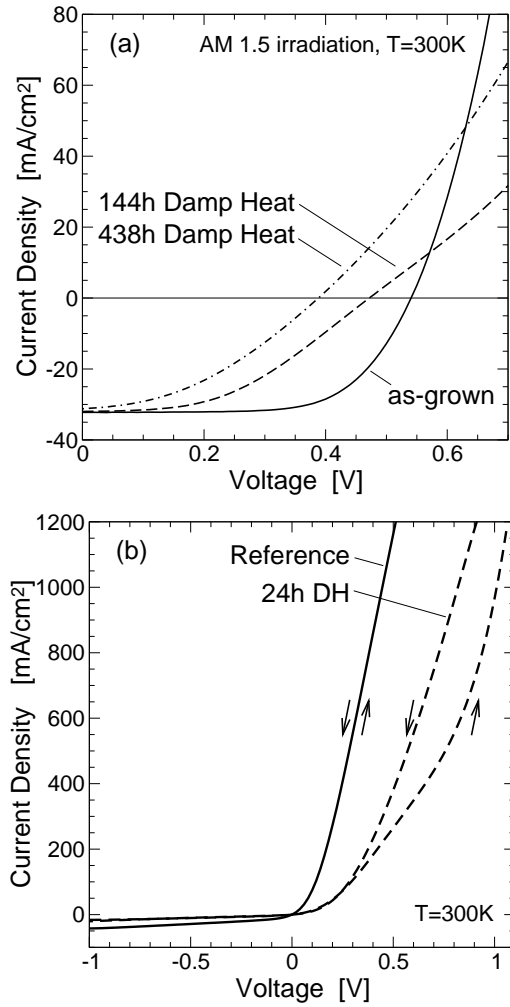 (a)
AM 1.5 irradiation, T=300K
80
60
40
20
0
-20
-40
Current Density [mA/cm²]
144h Damp Heat
438h Damp Heat
as-grown
0
0.2
0.4
0.6
Voltage [V]
(b)
Reference
24h DH
1200
1000
800
600
400
200
0
Current Density [mA/cm²]
T=300K
-1
-0.5
0
0.5
1
Voltage [V]